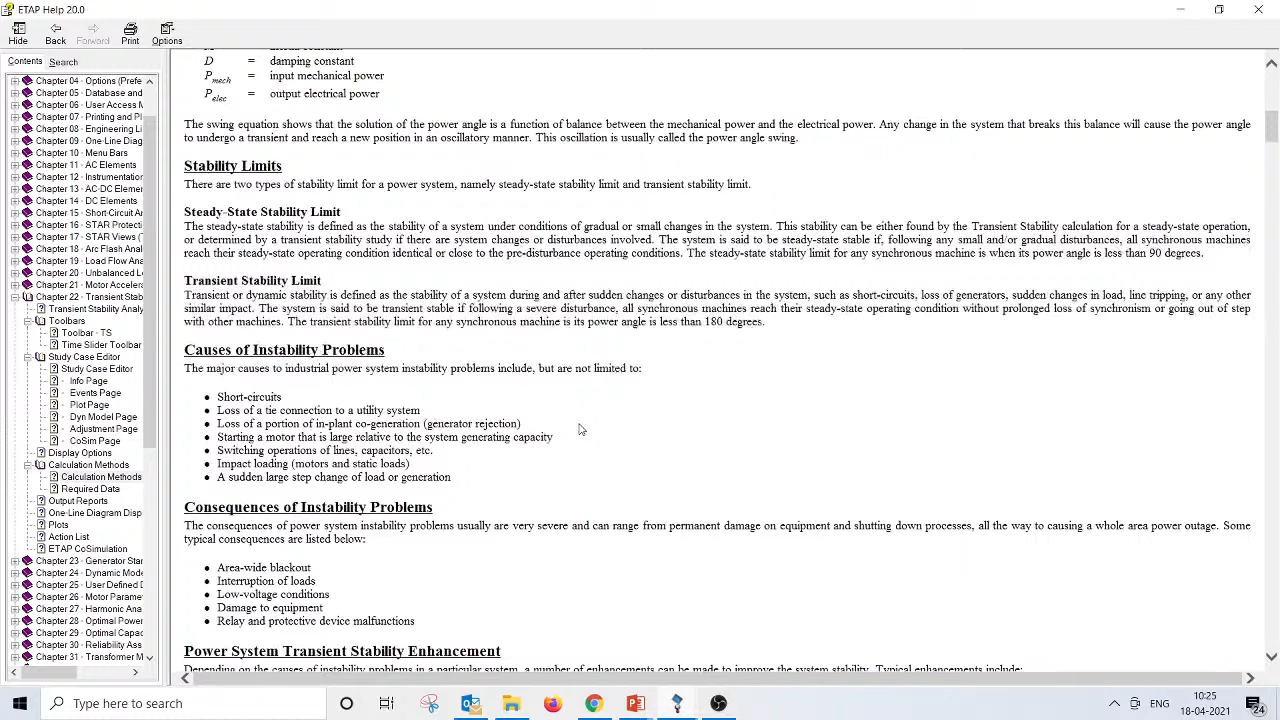 ETAP Help 20.0
Hide
Back
Forward
Print
Options
Contents
Search
Chapter 04 - Options (Prefe
Chapter 05 - Database and
Chapter 06 - User Access M
Chapter 07 - Printing and Pl
Chapter 08 - Engineering Li
Chapter 09 - One-Line Diag
Chapter 10 - Menu Bars
Chapter 11 - AC Elements
Chapter 12 - Instrumentation
Chapter 13 - AC-DC Elemen
Chapter 14 - DC Elements
Chapter 15 - Short-Circuit Ar
Chapter 16 - STAR Protecti
Chapter 17 - STAR Views (T
Chapter 18 - Arc Flash Anal
Chapter 19 - Load Flow Ana
Chapter 20 - Unbalanced Lo
Chapter 21 - Motor Accelera
Chapter 22 - Transient Stabi
Transient Stability Analy
Toolbars
Toolbar - TS
Time Slider Toolbar
Study Case Editor
Study Case Editor
- Info Page
- Events Page
- Plot Page
- Dyn Model Page
- Adjustment Page
- CoSim Page
Display Options
Calculation Methods
Calculation Methods
Required Data
Output Reports
One-Line Diagram Disp
Plots
Action List
ETAP CoSimulation
Chapter 23 - Generator Star
Chapter 24 - Dynamic Mode
Chapter 25 - User Defined D
Chapter 26 - Motor Parame
Chapter 27 - Harmonic Ana
Chapter 28 - Optimal Power
Chapter 29 - Optimal Capac
Chapter 30 - Reliability Ass
Chapter 31 - Transformer M
D = damping constant
Pmech = input mechanical power
Pelec = output electrical power
The swing equation shows that the solution of the power angle is a function of balance between the mechanical power and the electrical power. Any change in the system that breaks this balance will cause the power angle
to undergo a transient and reach a new position in an oscillatory manner. This oscillation is usually called the power angle swing.
Stability Limits
There are two types of stability limit for a power system, namely steady-state stability limit and transient stability limit.
Steady-State Stability Limit
The steady-state stability is defined as the stability of a system under conditions of gradual or small changes in the system. This stability can be either found by the Transient Stability calculation for a steady-state operation,
or determined by a transient stability study if there are system changes or disturbances involved. The system is said to be steady-state stable if, following any small and/or gradual disturbances, all synchronous machines
reach their steady-state operating condition identical or close to the pre-disturbance operating conditions. The steady-state stability limit for any synchronous machine is when its power angle is less than 90 degrees.
Transient Stability Limit
Transient or dynamic stability is defined as the stability of a system during and after sudden changes or disturbances in the system, such as short-circuits, loss of generators, sudden changes in load, line tripping, or any other
similar impact. The system is said to be transient stable if following a severe disturbance, all synchronous machines reach their steady-state operating condition without prolonged loss of synchronism or going out of step
with other machines. The transient stability limit for any synchronous machine is its power angle is less than 180 degrees.
Causes of Instability Problems
The major causes to industrial power system instability problems include, but are not limited to:
• Short-circuits
• Loss of a tie connection to a utility system
• Loss of a portion of in-plant co-generation (generator rejection)
• Starting a motor that is large relative to the system generating capacity
• Switching operations of lines, capacitors, etc.
• Impact loading (motors and static loads)
• A sudden large step change of load or generation
Consequences of Instability Problems
The consequences of power system instability problems usually are very severe and can range from permanent damage on equipment and shutting down processes, all the way to causing a whole area power outage. Some
typical consequences are listed below:
• Area-wide blackout
• Interruption of loads
• Low-voltage conditions
• Damage to equipment
• Relay and protective device malfunctions
Power System Transient Stability Enhancement
Depending on the causes of instability problems in a particular system, a number of enhancements can be made to improve the system stability. Typical enhancements include:
Type here to search
ENG
10:25
18-04-2021
24